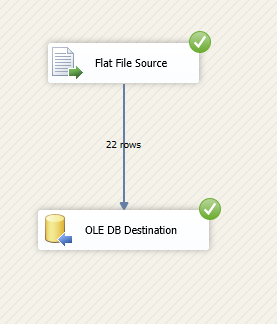 Flat File Source
22 rows
OLE DB Destination